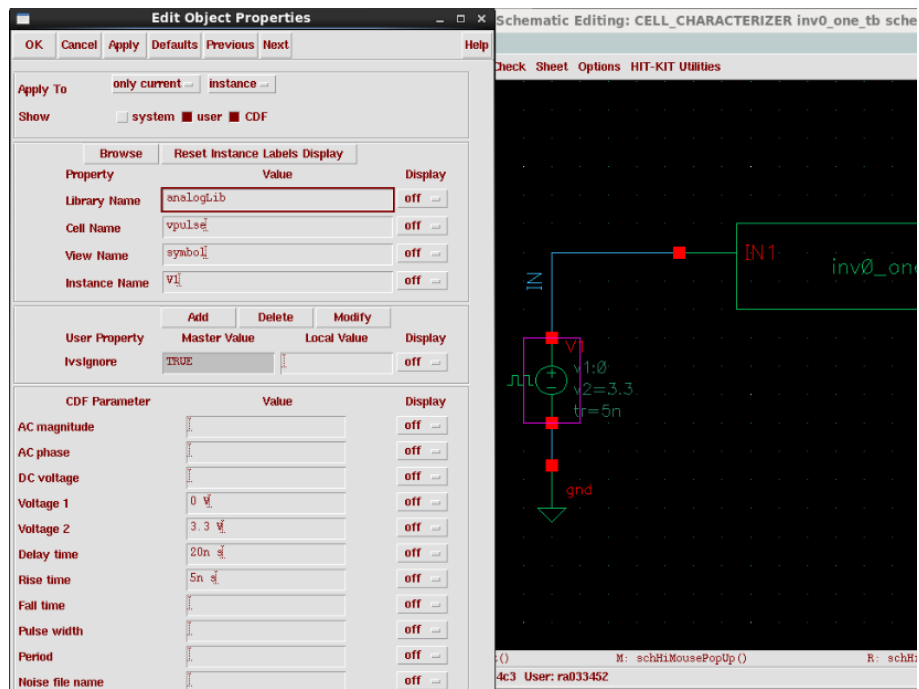 Edit Object Properties
OK Cancel Apply Defaults Previous Next Help
Apply To only current instance
Show system user CDF
Browse Reset Instance Labels Display
Property Value Display
Library Name analogLib off
Cell Name vpulse off
View Name symbol off
Instance Name V1 off
Add Delete Modify
User Property Master Value Local Value Display
lvsIgnore TRUE off
CDF Parameter Value Display
AC magnitude off
AC phase off
DC voltage off
Voltage 1 0 V off
Voltage 2 3.3 V off
Delay time 20n s off
Rise time 5n s off
Fall time off
Pulse width off
Period off
Noise file name off
Schematic Editing: CELL_CHARACTERIZER inv0_one_tb sche
Check Sheet Options HIT-KIT Utilities
IN1
inv0_one
IN
V1
v1:0
v2=3.3
tr=5n
gnd
() M: schHiMousePopUp() R: schHi
4c3 User: ra033452